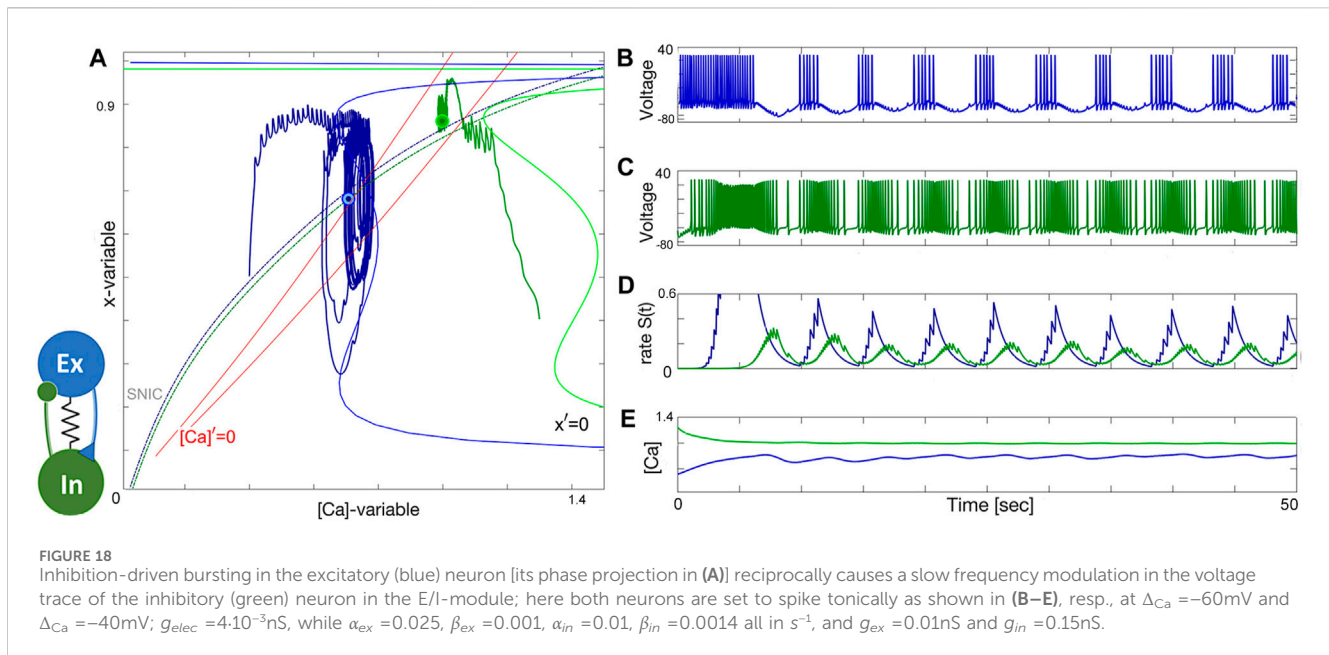 A
0.9
x-variable
SNIC
[Ca]′=0
x′=0
0
1.4
[Ca]-variable
Ex
In
B
40
Voltage
-80
C
40
Voltage
-80
D
0.6
rate S(t)
0
E
1.4
[Ca]
0
Time [sec]
50
FIGURE 18
Inhibition-driven bursting in the excitatory (blue) neuron [its phase projection in (A)] reciprocally causes a slow frequency modulation in the voltage
trace of the inhibitory (green) neuron in the E/I-module; here both neurons are set to spike tonically as shown in (B–E), resp., at ΔCa =−60mV and
ΔCa =−40mV; gelec =4·10−3nS, while αex =0.025, βex =0.001, αin =0.01, βin =0.0014 all in s−1, and gex =0.01nS and gin =0.15nS.